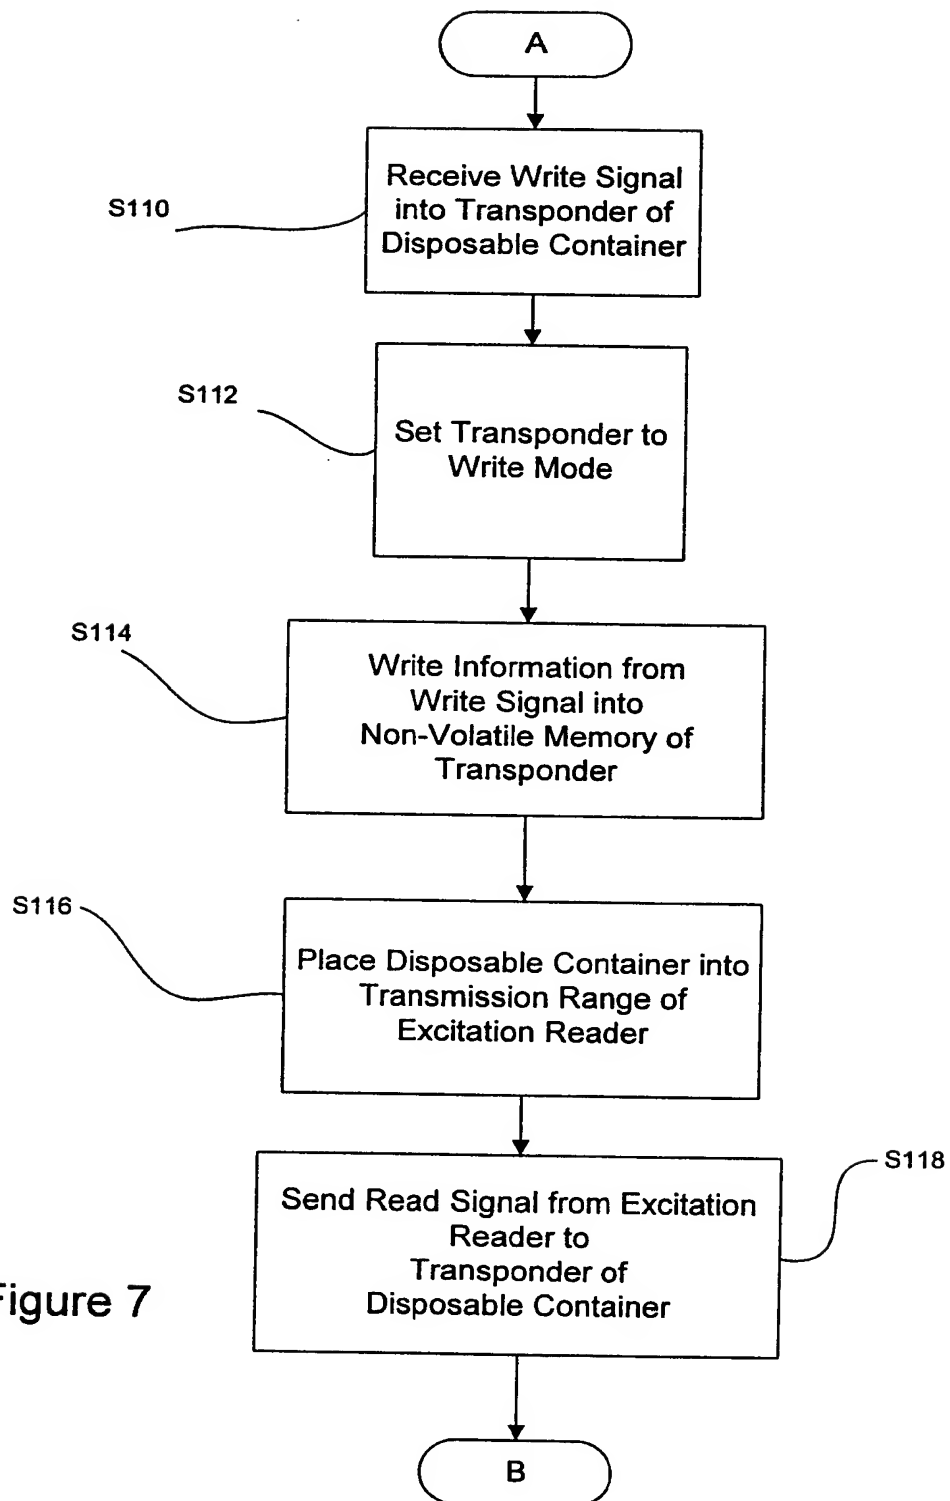 A
S110
Receive Write Signal
into Transponder of
Disposable Container
S112
Set Transponder to
Write Mode
S114
Write Information from
Write Signal into
Non-Volatile Memory of
Transponder
S116
Place Disposable Container into
Transmission Range of
Excitation Reader
S118
Send Read Signal from Excitation
Reader to
Transponder of
Disposable Container
Figure 7
B